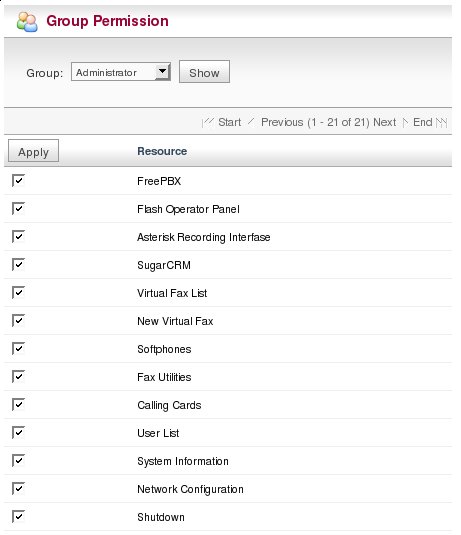 Group Permission
Group: Administrator Show
Start Previous (1 - 21 of 21) Next End
Apply Resource
FreePBX
Flash Operator Panel
Asterisk Recording Interfase
SugarCRM
Virtual Fax List
New Virtual Fax
Softphones
Fax Utilities
Calling Cards
User List
System Information
Network Configuration
Shutdown